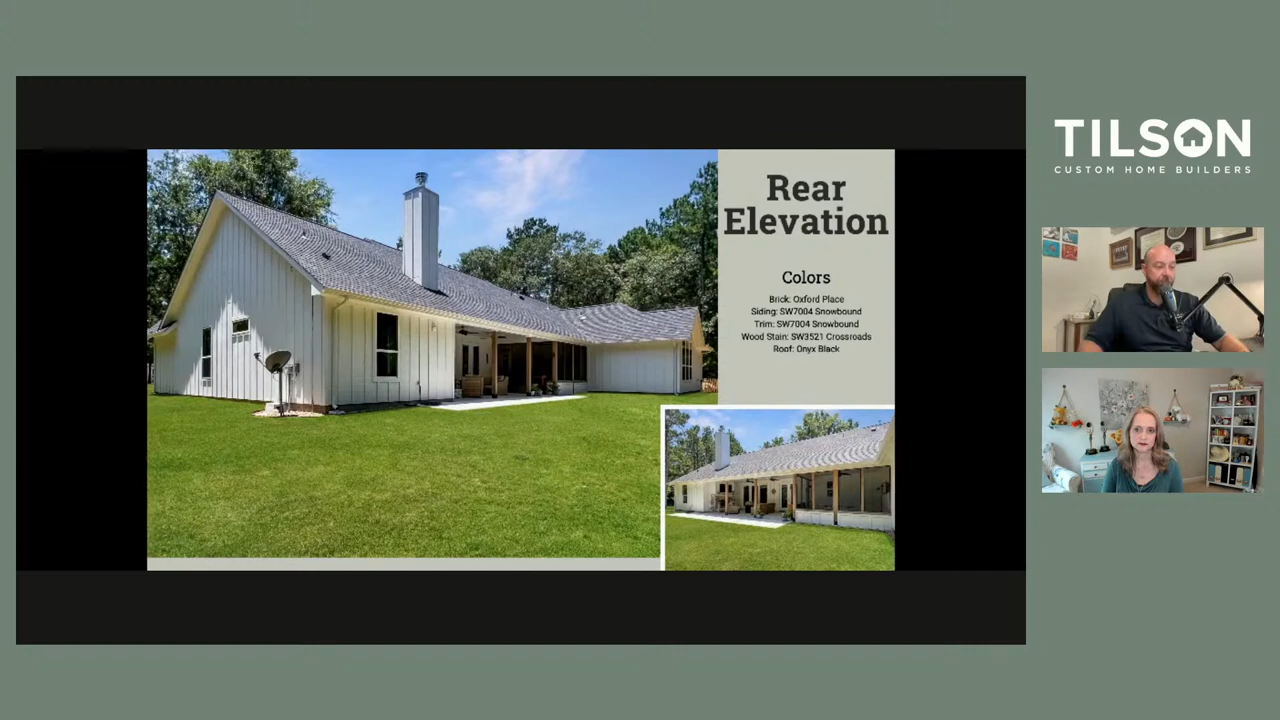 Rear
Elevation
Colors
Brick: Oxford Place
Siding: SW7004 Snowbound
Trim: SW7004 Snowbound
Wood Stain: SW3521 Crossroads
Roof: Onyx Black
TILSON
CUSTOM HOME BUILDERS